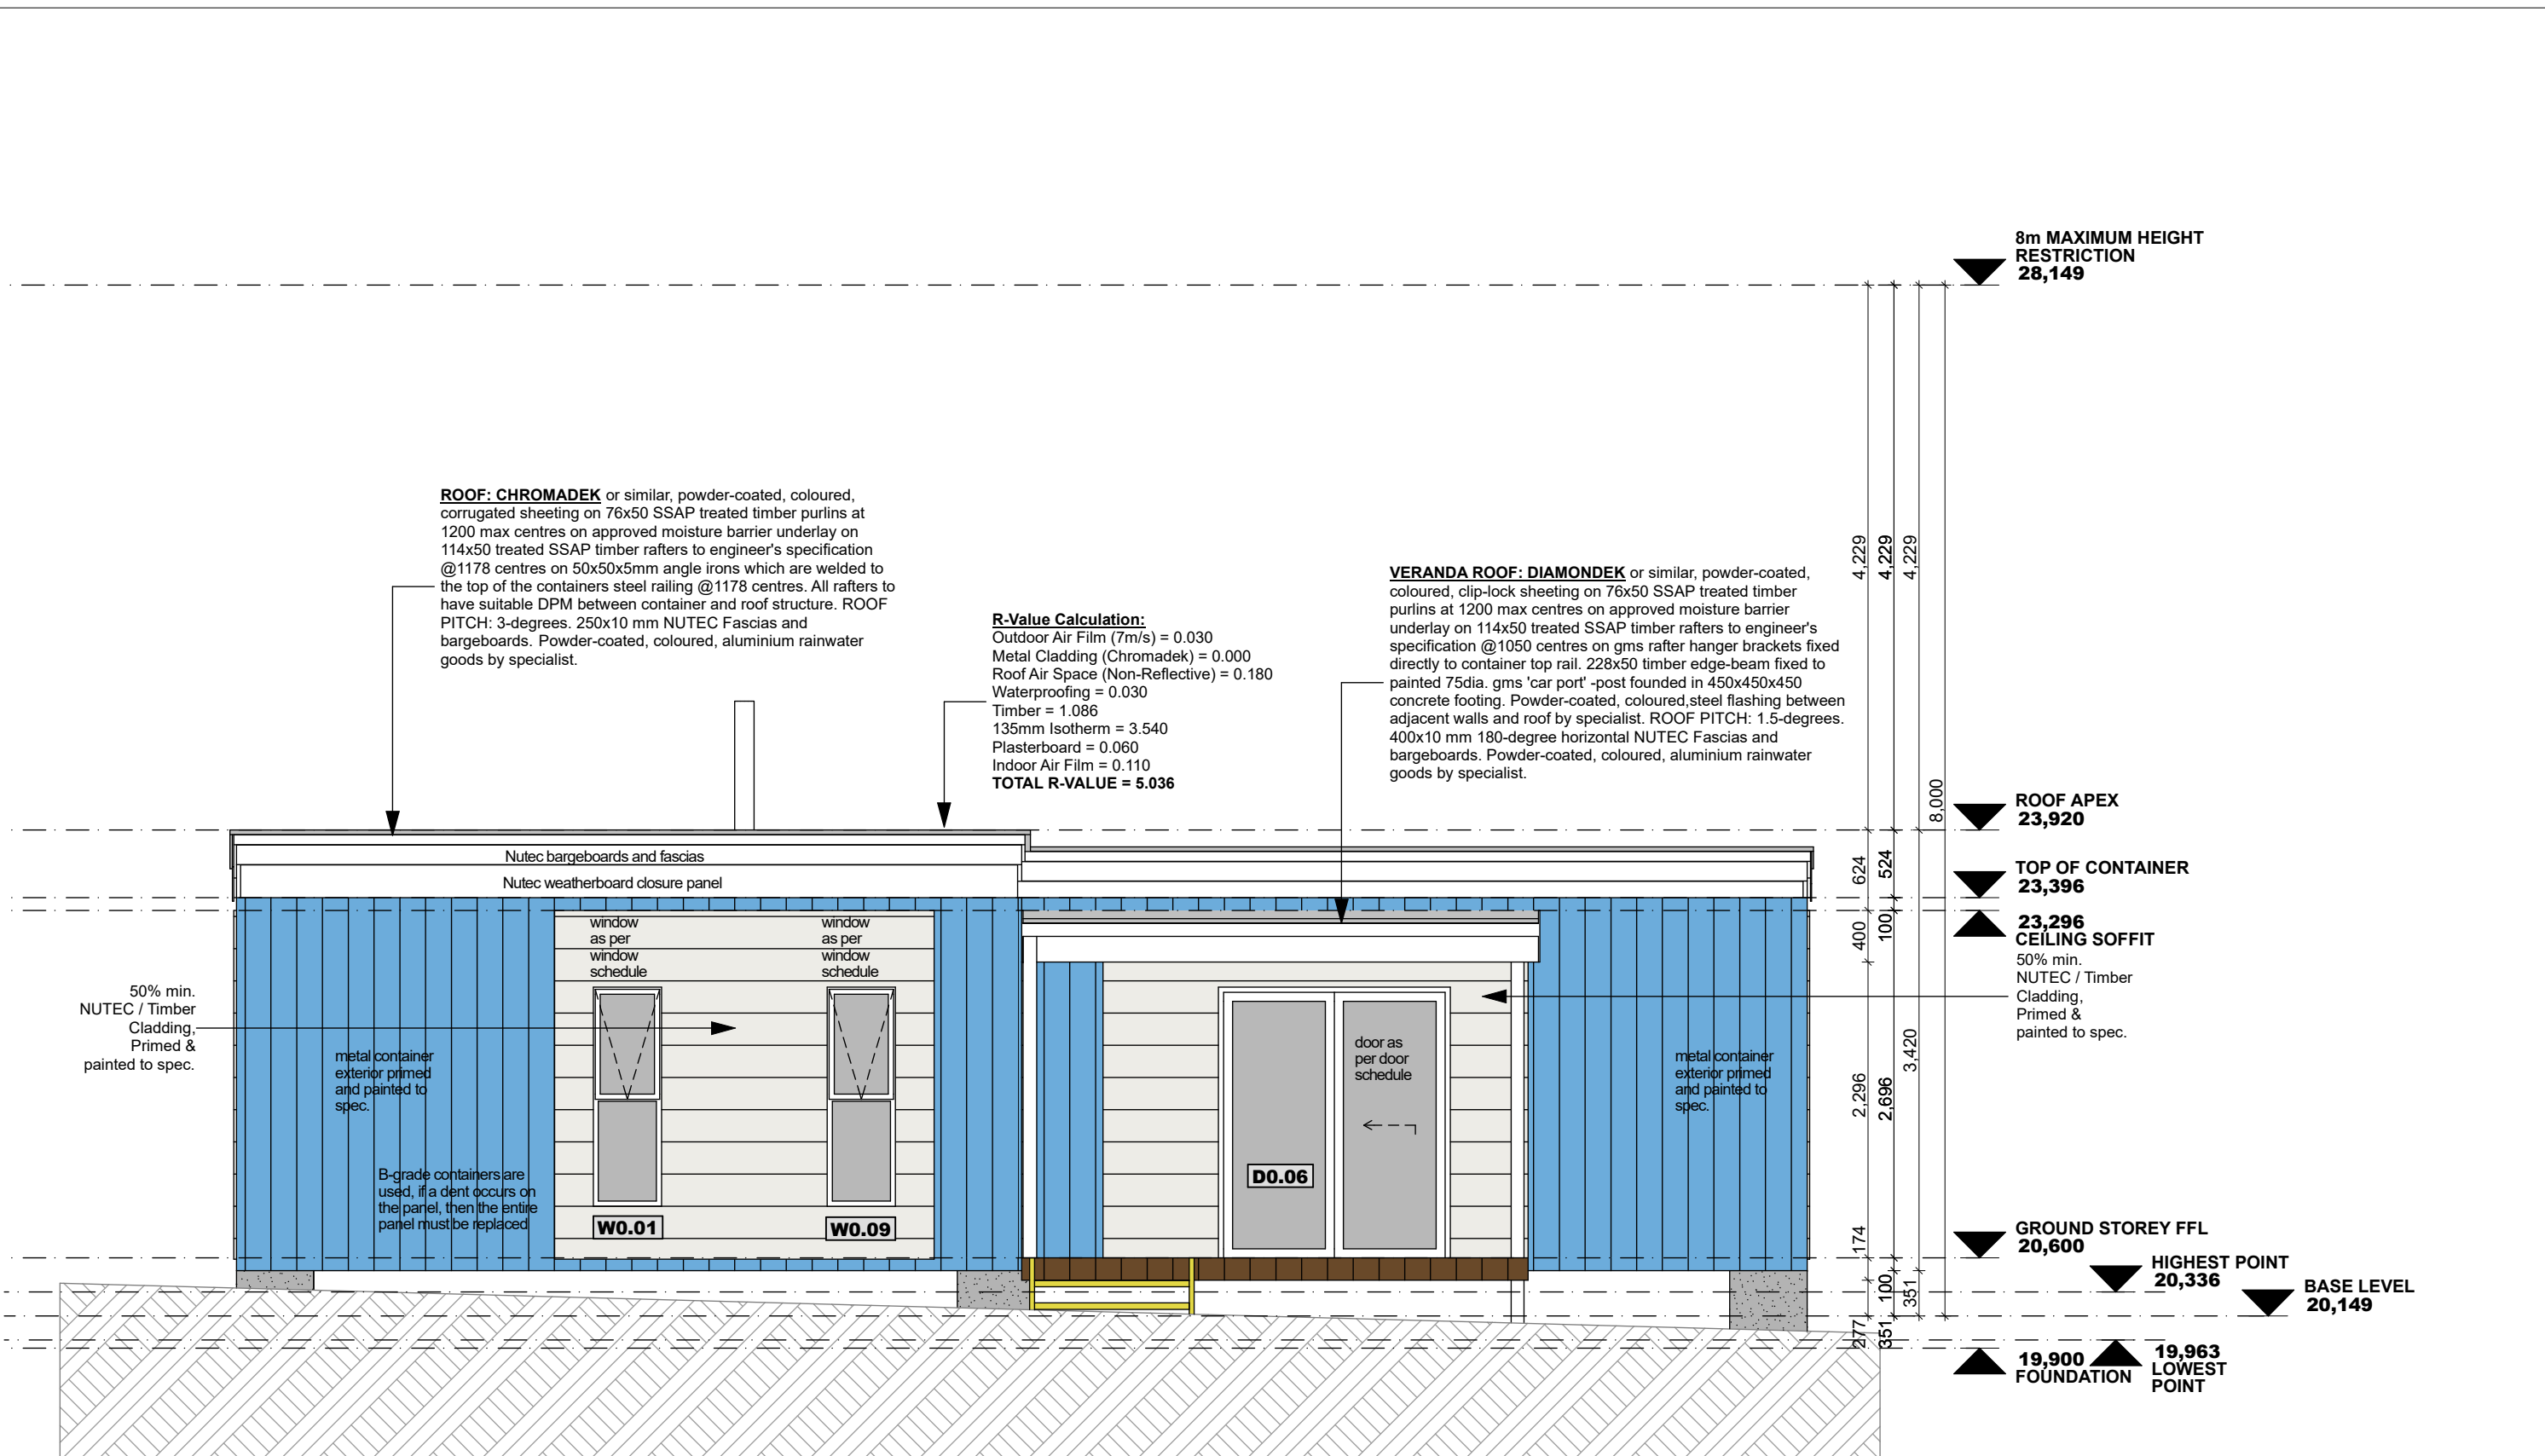 8m MAXIMUM HEIGHT
RESTRICTION
28,149
ROOF: CHROMADEK or similar, powder-coated, coloured,
corrugated sheeting on 76x50 SSAP treated timber purlins at
1200 max centres on approved moisture barrier underlay on
114x50 treated SSAP timber rafters to engineer's specification
@1178 centres on 50x50x5mm angle irons which are welded to
the top of the containers steel railing @1178 centres. All rafters to
have suitable DPM between container and roof structure. ROOF
PITCH: 3-degrees. 250x10 mm NUTEC Fascias and
bargeboards. Powder-coated, coloured, aluminium rainwater
goods by specialist.
R-Value Calculation:
Outdoor Air Film (7m/s) = 0.030
Metal Cladding (Chromadek) = 0.000
Roof Air Space (Non-Reflective) = 0.180
Waterproofing = 0.030
Timber = 1.086
135mm Isotherm = 3.540
Plasterboard = 0.060
Indoor Air Film = 0.110
TOTAL R-VALUE = 5.036
VERANDA ROOF: DIAMONDEK or similar, powder-coated,
coloured, clip-lock sheeting on 76x50 SSAP treated timber
purlins at 1200 max centres on approved moisture barrier
underlay on 114x50 treated SSAP timber rafters to engineer's
specification @1050 centres on gms rafter hanger brackets fixed
directly to container top rail. 228x50 timber edge-beam fixed to
painted 75dia. gms 'car port' -post founded in 450x450x450
concrete footing. Powder-coated, coloured,steel flashing between
adjacent walls and roof by specialist. ROOF PITCH: 1.5-degrees.
400x10 mm 180-degree horizontal NUTEC Fascias and
bargeboards. Powder-coated, coloured, aluminium rainwater
goods by specialist.
4,229
4,229
4,229
8,000
ROOF APEX
23,920
Nutec bargeboards and fascias
Nutec weatherboard closure panel
624
524
TOP OF CONTAINER
23,396
400
100
23,296
CEILING SOFFIT
50% min.
NUTEC / Timber
Cladding,
Primed &
painted to spec.
window
as per
window
schedule
window
as per
window
schedule
50% min.
NUTEC / Timber
Cladding,
Primed &
painted to spec.
metal container
exterior primed
and painted to
spec.
door as
per door
schedule
metal container
exterior primed
and painted to
spec.
2,296
2,696
3,420
B-grade containers are
used, if a dent occurs on
the panel, then the entire
panel must be replaced
W0.01
W0.09
D0.06
174
GROUND STOREY FFL
20,600
HIGHEST POINT
20,336
BASE LEVEL
20,149
100
351
277
351
19,900
FOUNDATION
19,963
LOWEST
POINT